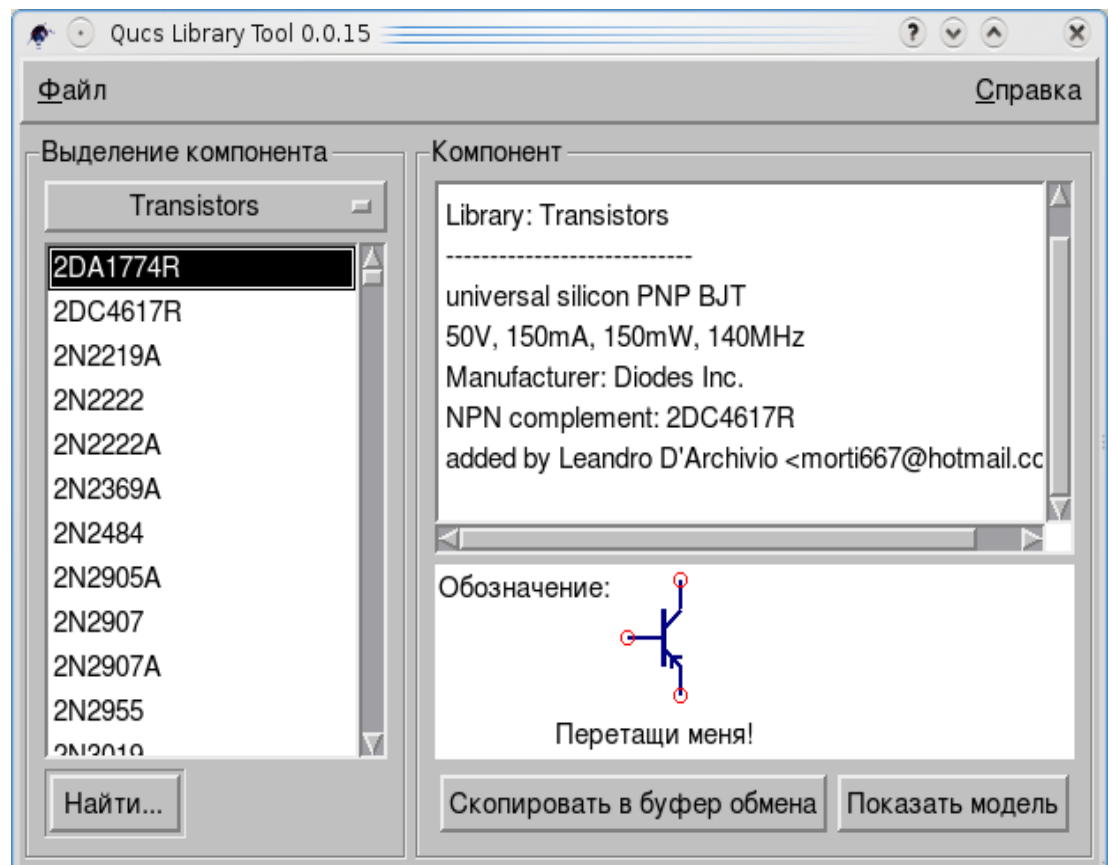 Qucs Library Tool 0.0.15
Файл
Справка
Выделение компонента
Transistors
2DA1774R
2DC4617R
2N2219A
2N2222
2N2222A
2N2369A
2N2484
2N2905A
2N2907
2N2907A
2N2955
2N3019
Найти...
Компонент
Library: Transistors
---------------------------
universal silicon PNP BJT
50V, 150mA, 150mW, 140MHz
Manufacturer: Diodes Inc.
NPN complement: 2DC4617R
added by Leandro D'Archivio <morti667@hotmail.cc
Обозначение:
Перетащи меня!
Скопировать в буфер обмена
Показать модель